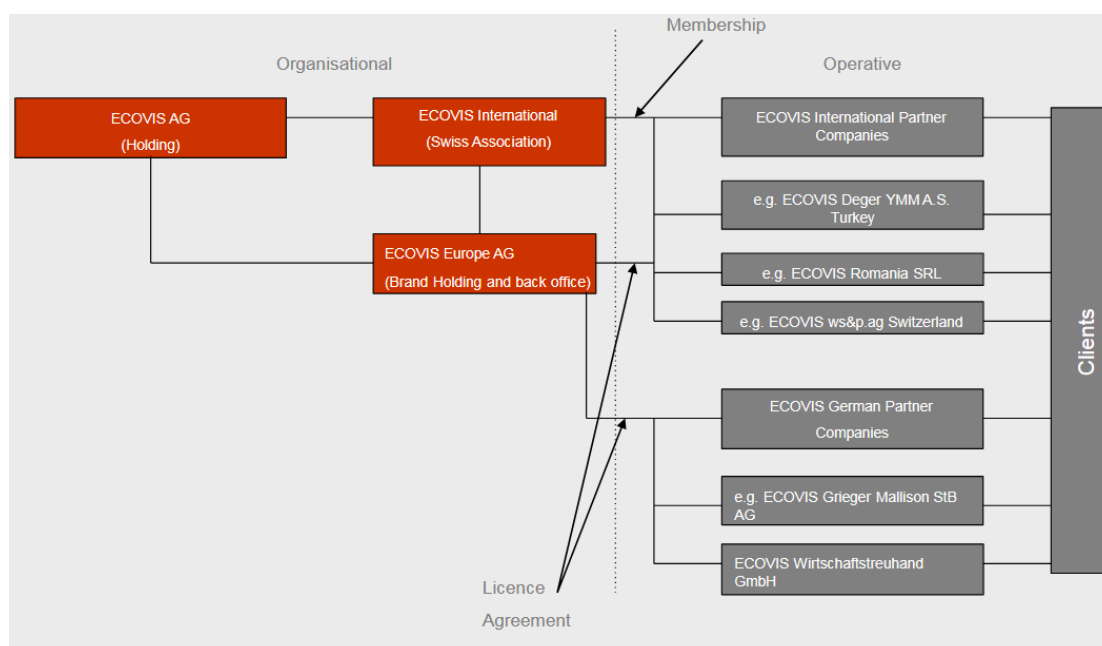 Membership
Organisational
Operative
ECOVIS AG
(Holding)
ECOVIS International
(Swiss Association)
ECOVIS International Partner
Companies
e.g. ECOVIS Deger YMM A.S.
Turkey
ECOVIS Europe AG
(Brand Holding and back office)
e.g. ECOVIS Romania SRL
e.g. ECOVIS ws&p.ag Switzerland
Clients
ECOVIS German Partner
Companies
e.g. ECOVIS Grieger Mallison StB
AG
ECOVIS Wirtschaftstreuhand
GmbH
Licence
Agreement